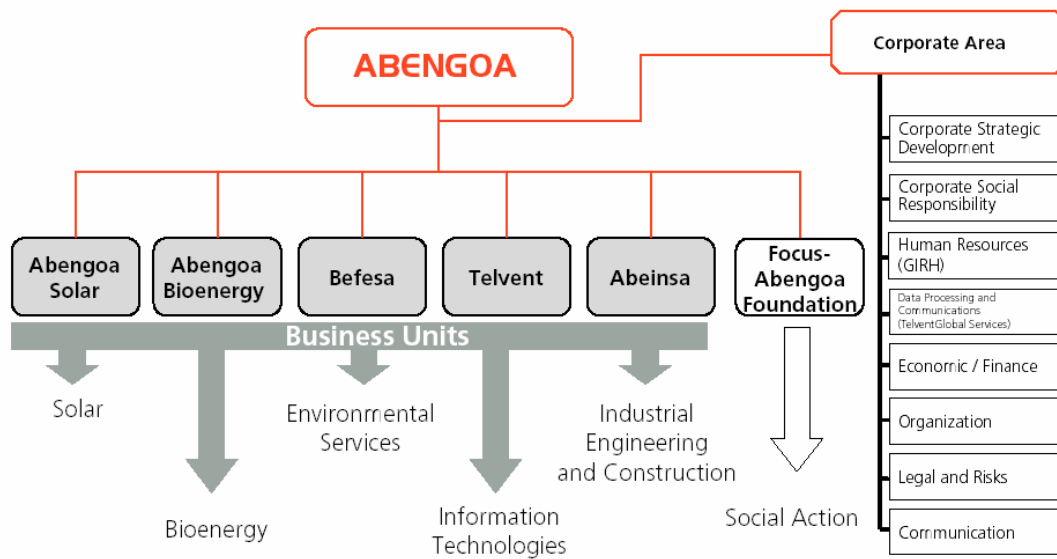 ABENGOA
Corporate Area
Corporate Strategic
Development
Corporate Social
Responsibility
Human Resources
(GIRH)
Data Processing and
Communications
(TelventGlobal Services)
Economic / Finance
Organization
Legal and Risks
Communication
Abengoa
Solar
Abengoa
Bioenergy
Befesa
Telvent
Abeinsa
Focus-
Abengoa
Foundation
Business Units
Solar
Bioenergy
Environmental
Services
Information
Technologies
Industrial
Engineering
and Construction
Social Action